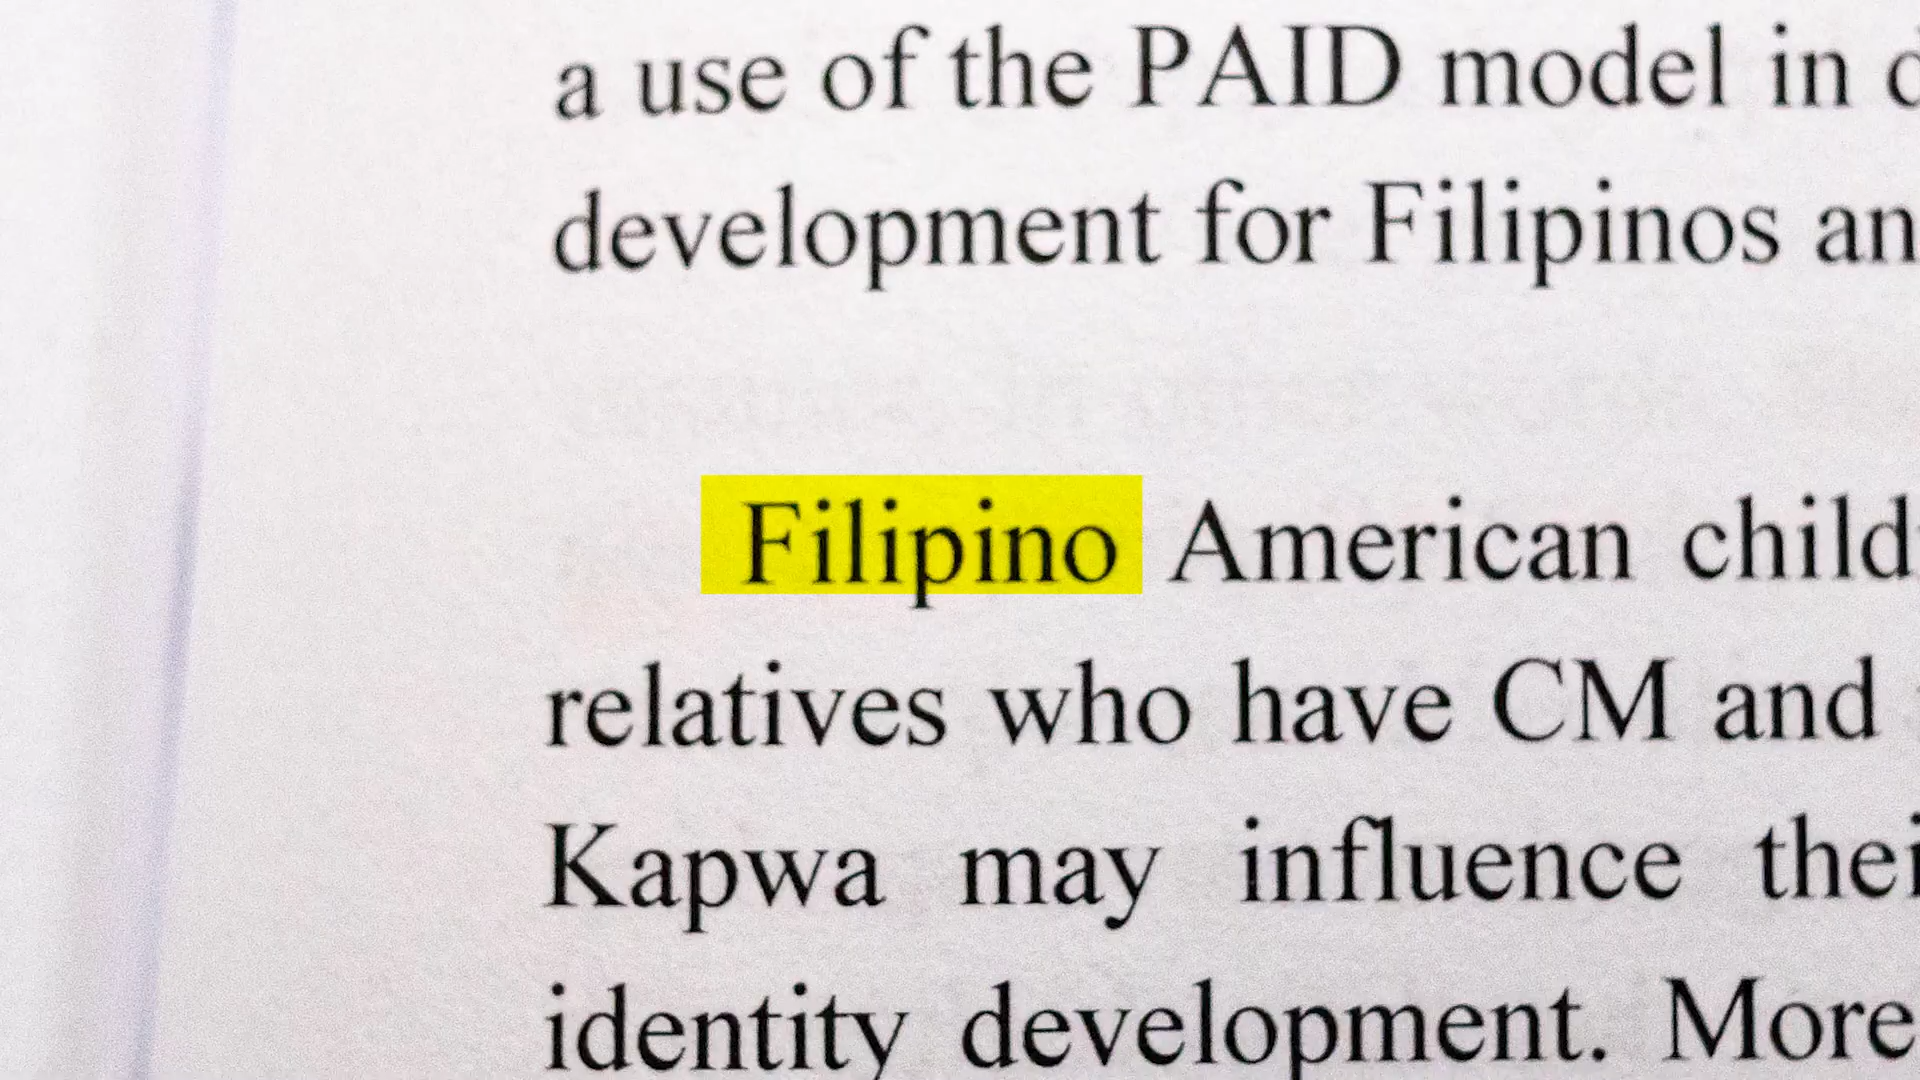 a use of the PAID model in
development for Filipinos an
Filipino American child
relatives who have CM and
Kapwa may influence thei
identity development. More